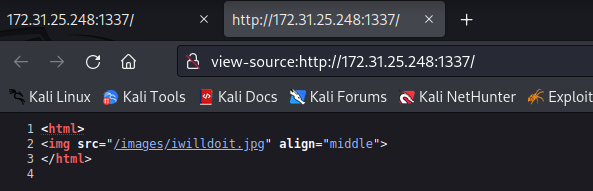 172.31.25.248:1337/ × http://172.31.25.248:1337/ × +
view-source:http://172.31.25.248:1337/
Kali Linux Kali Tools Kali Docs Kali Forums Kali NetHunter Exploit
1 <html>
2 <img src="/images/iwilldoit.jpg" align="middle">
3 </html>
4